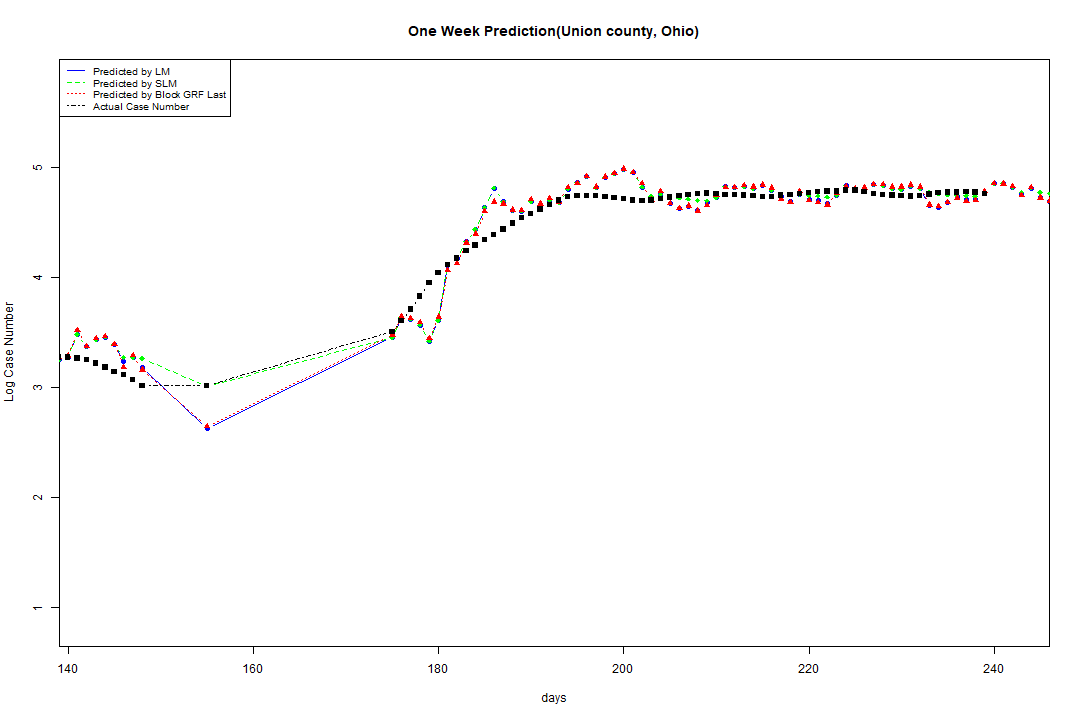 One Week Prediction(Union county, Ohio)
Predicted by LM
Predicted by SLM
Predicted by Block GRF Last
Actual Case Number
5
4
3
2
1
Log Case Number
140 160 180 200 220 240
days